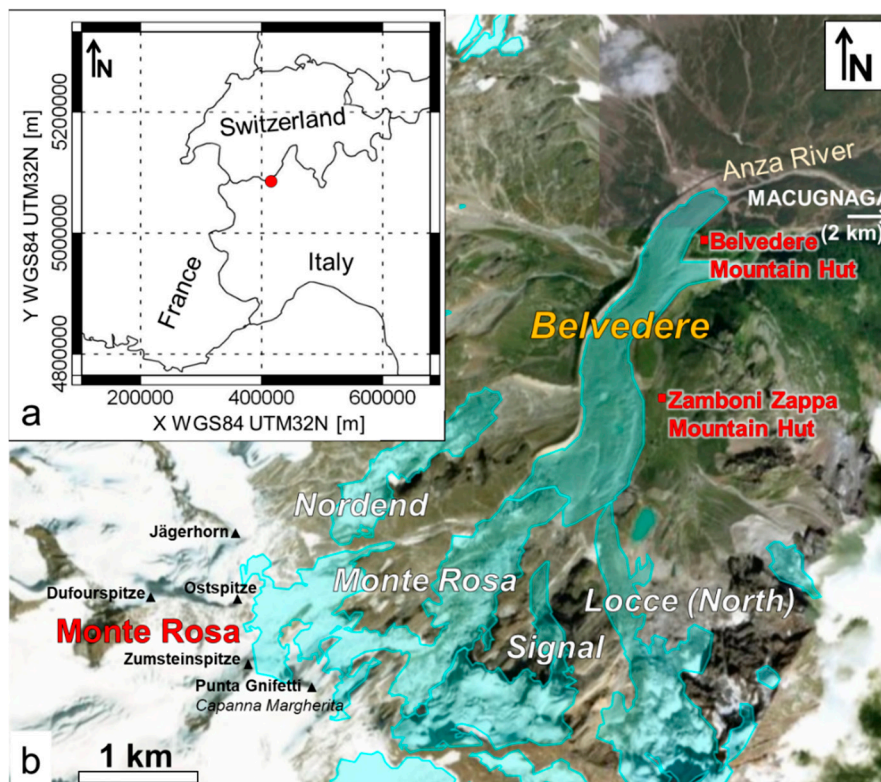 N
Switzerland
France
Italy
5200000
5000000
4800000
Y WGS84 UTM32N [m]
200000
400000
600000
X WGS84 UTM32N [m]
a
N
Anza River
MACUGNAGA
(2 km)
Belvedere
Mountain Hut
Belvedere
Zamboni Zappa
Mountain Hut
Nordend
Jägerhorn
Monte Rosa
Dufourspitze
Ostspitze
Locce (North)
Monte Rosa
Signal
Zumsteinspitze
Punta Gnifetti
Capanna Margherita
b
1 km